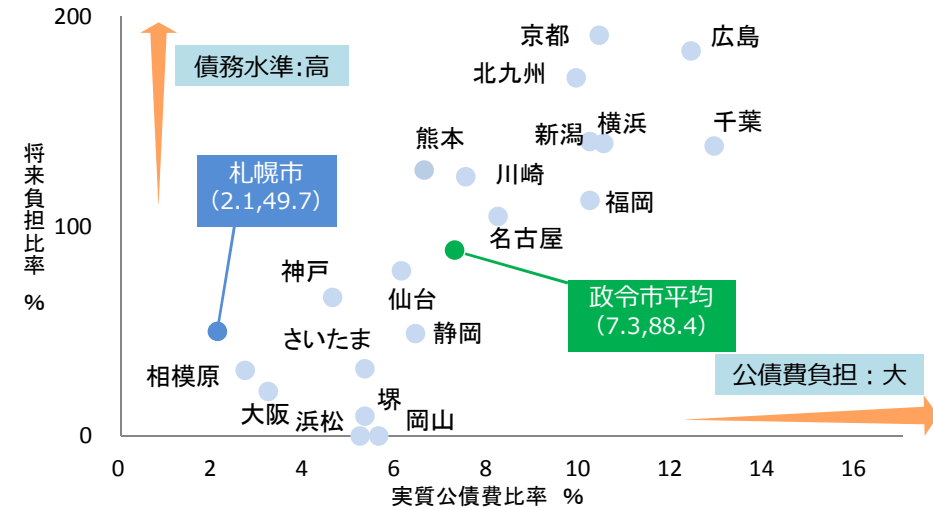 200
京都
広島
債務水準:高
北九州
新潟
横浜
千葉
熊本
将来負担比率 %
札幌市
（2.1,49.7）
川崎
福岡
100
名古屋
神戸
仙台
政令市平均
（7.3,88.4）
さいたま
静岡
相模原
公債費負担：大
大阪
浜松
堺
岡山
0
0 2 4 6 8 10 12 14 16
実質公債費比率 %